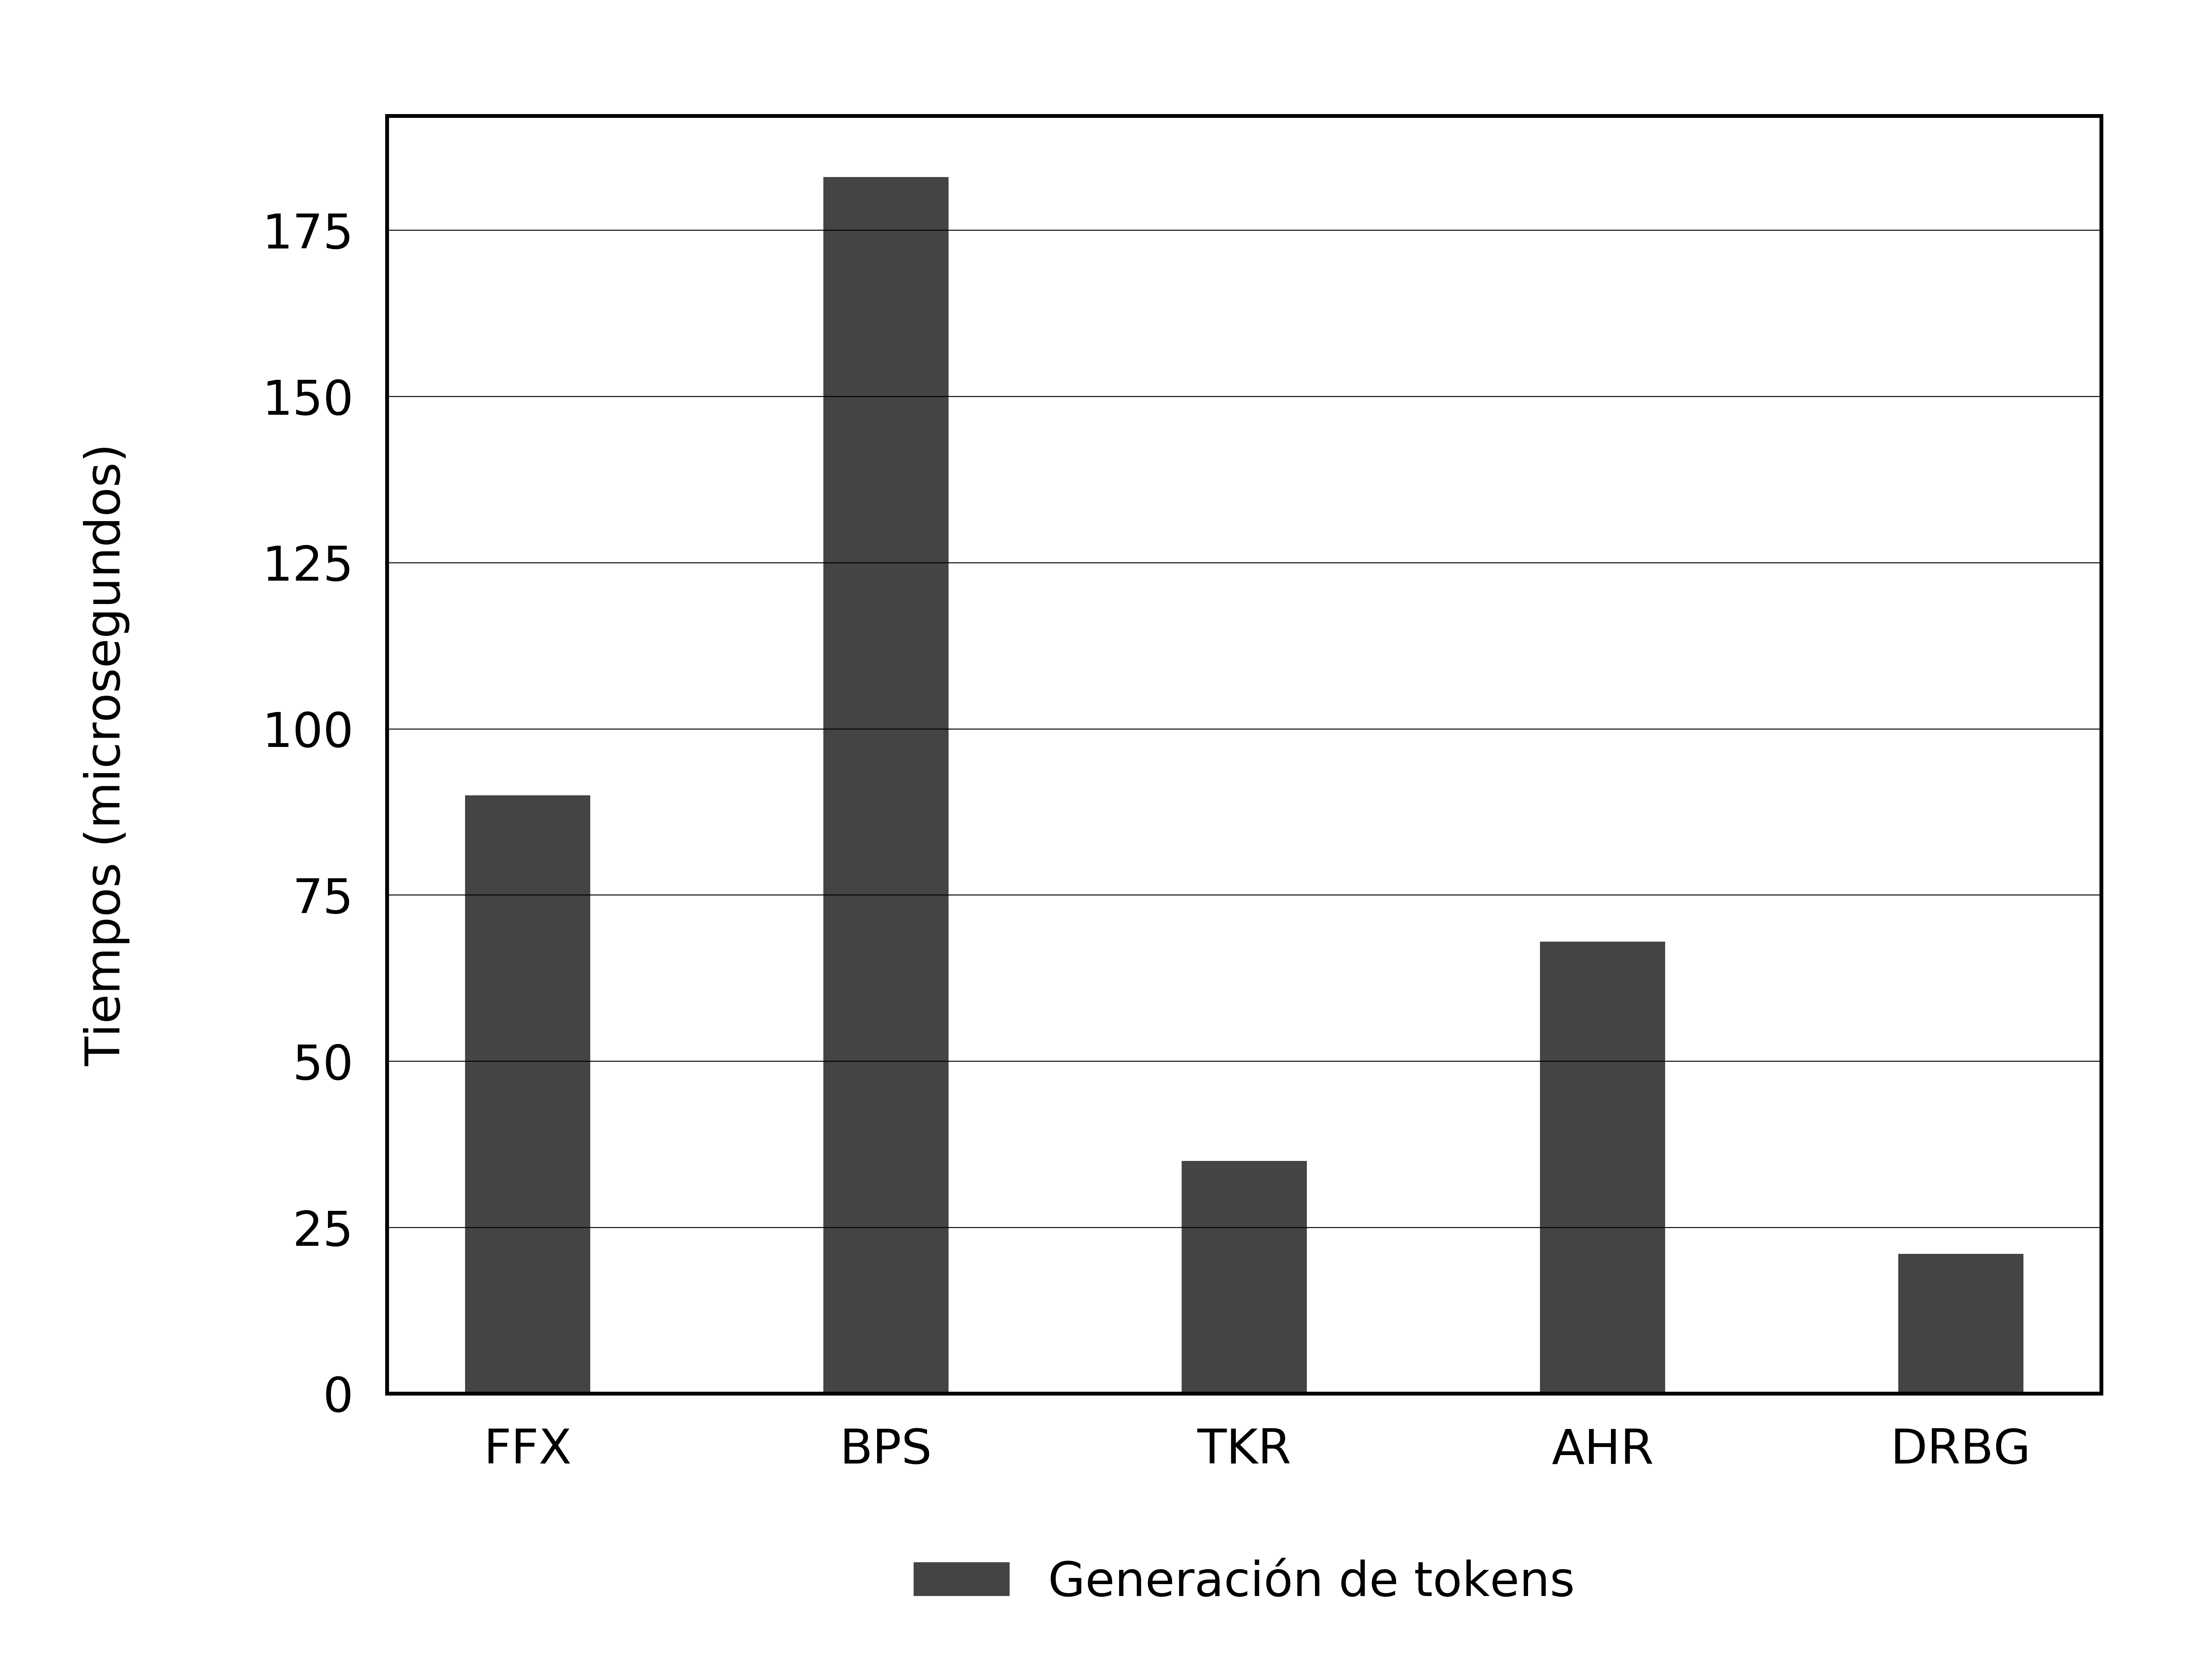 Tiempos (microsegundos)
175
150
125
100
75
50
25
0
FFX BPS TKR AHR DRBG
Generación de tokens